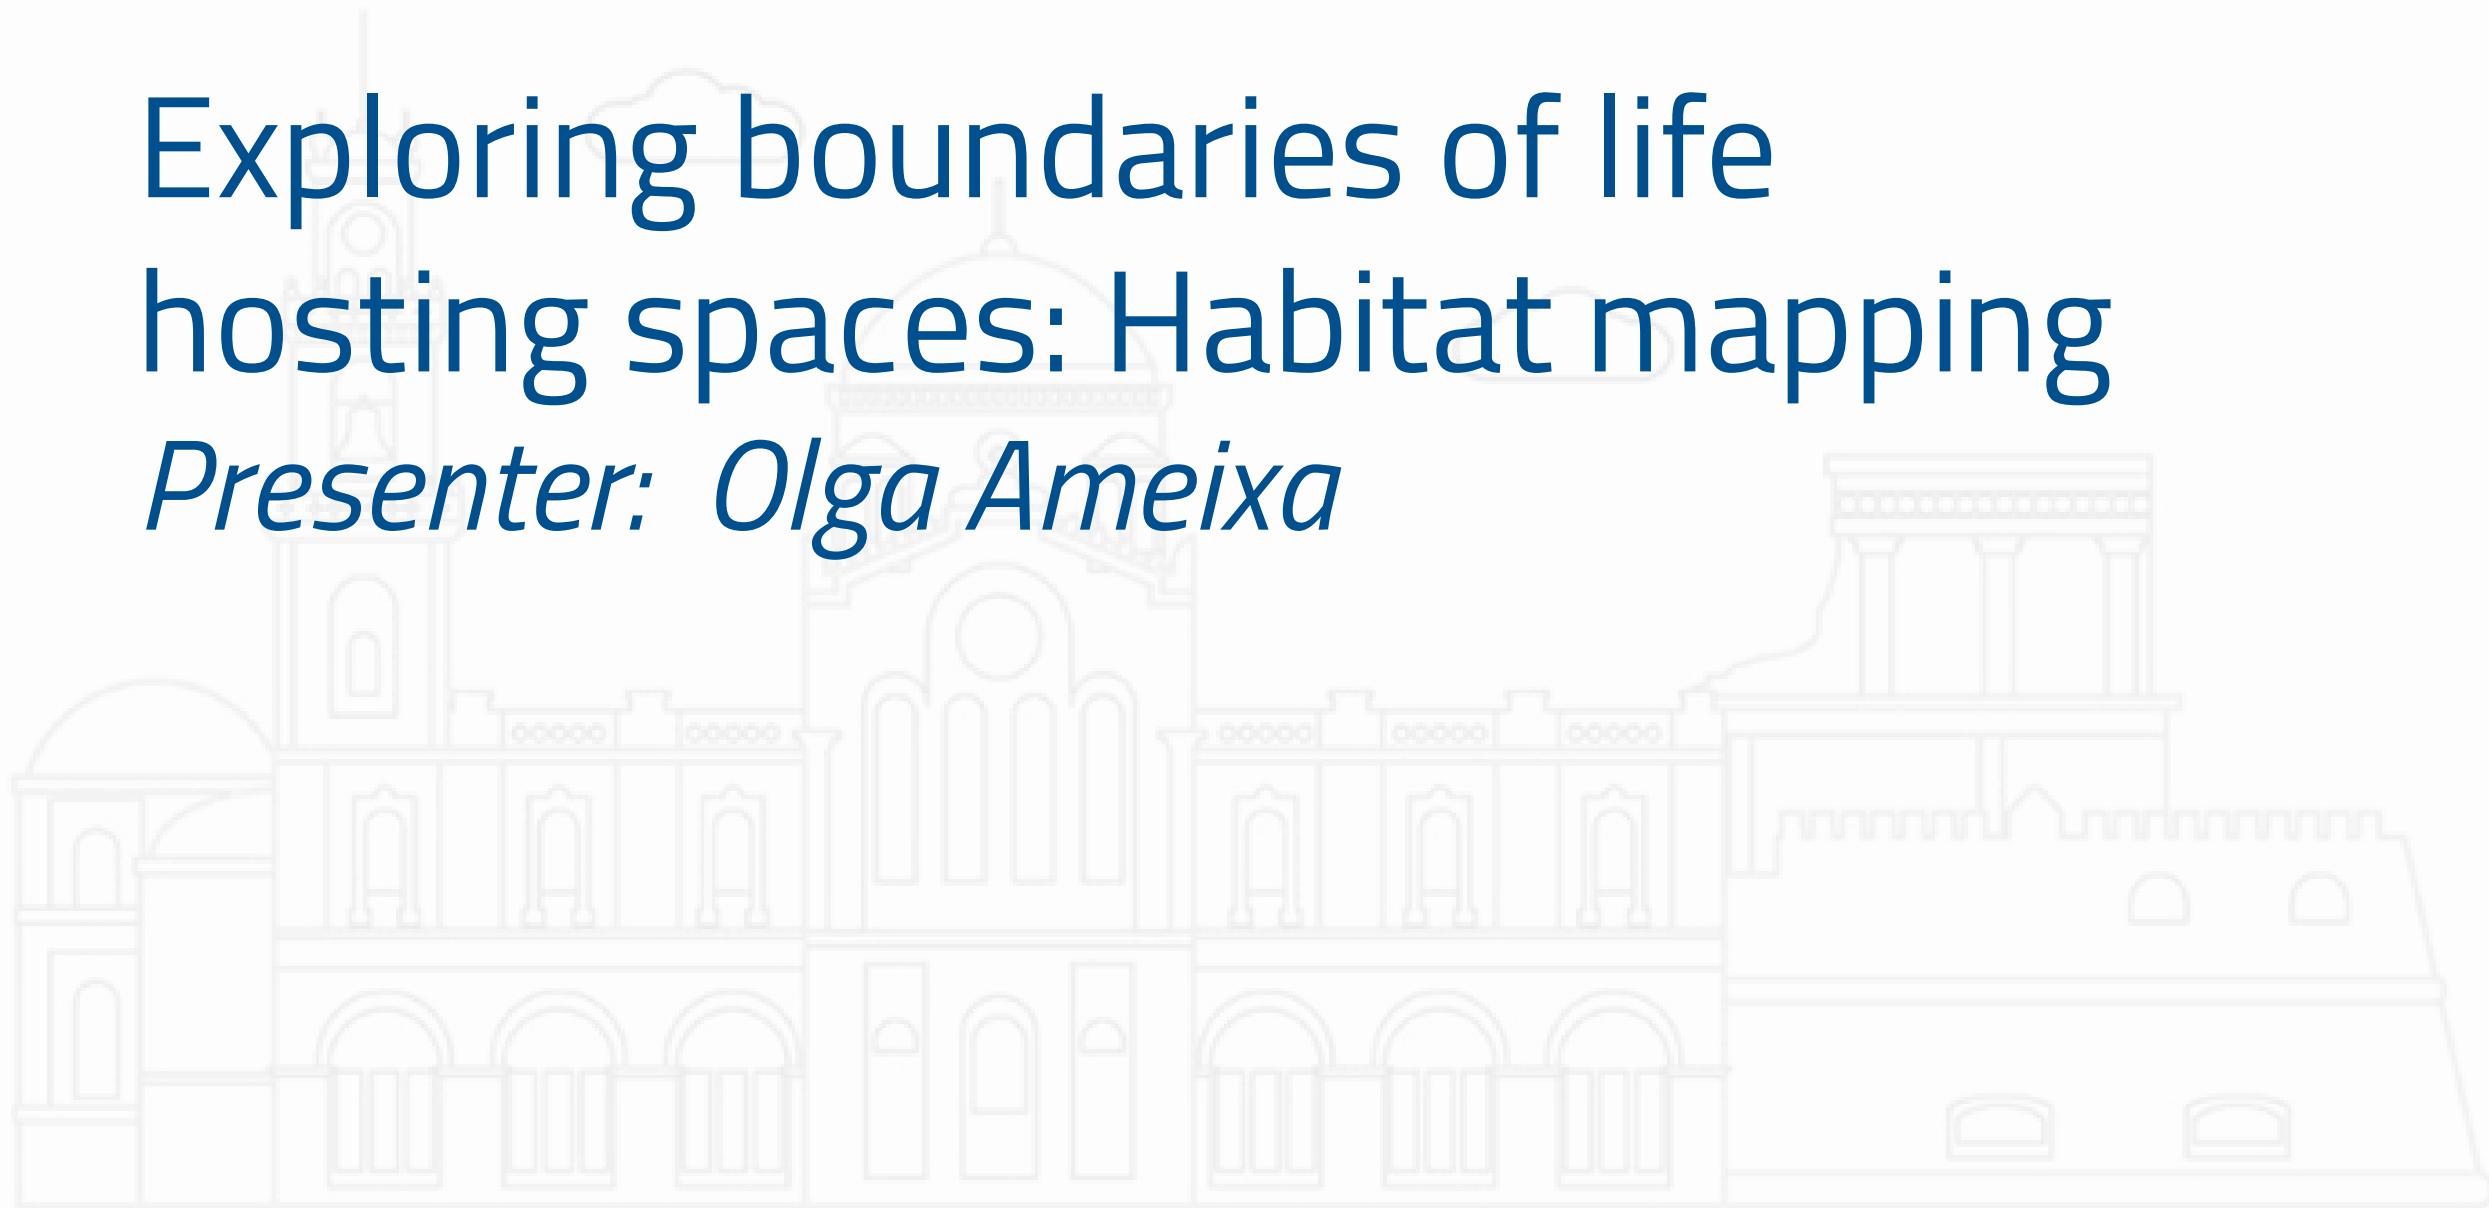 Exploring boundaries of life
hosting spaces: Habitat mapping
Presenter: Olga Ameixa